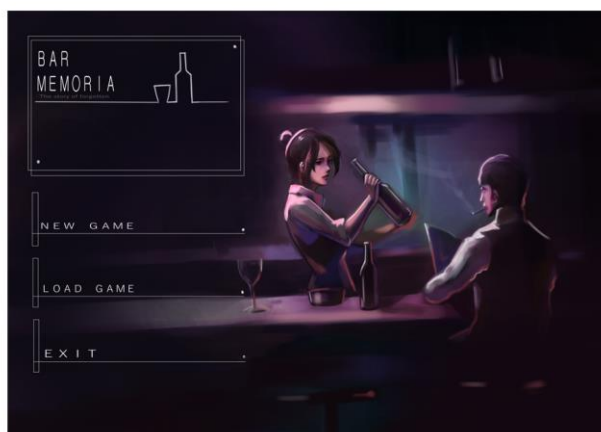 BAR
MEMORIA
The story of forgotten
NEW GAME
LOAD GAME
EXIT